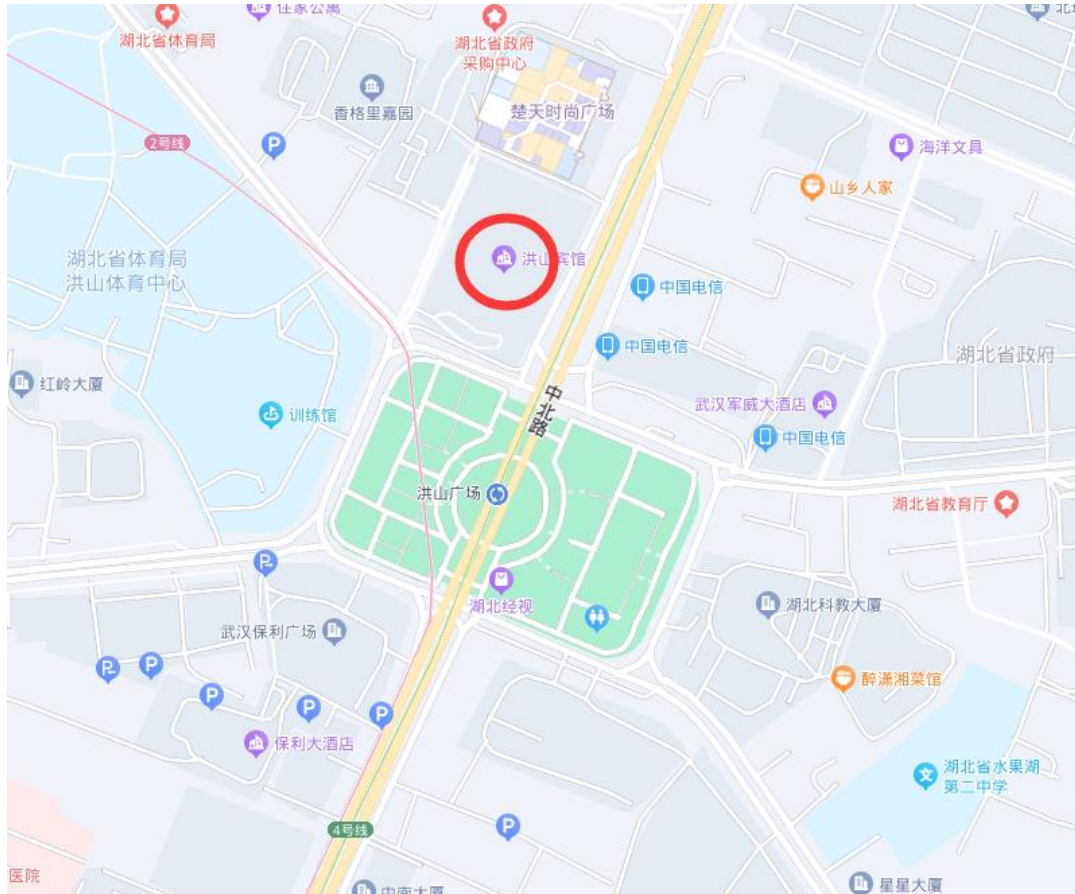 住家公寓
湖北省体育局
湖北省政府
采购中心
香格里嘉园
楚天时尚广场
2号线
P
海洋文具
山乡人家
湖北省体育局
洪山体育中心
洪山宾馆
中国电信
中国电信
湖北省政府
红岭大厦
训练馆
中北路
武汉军威大酒店
中国电信
洪山广场
湖北省教育厅
P
湖北经视
湖北科教大厦
武汉保利广场
P
P
P
P
P
醉潇湘菜馆
保利大酒店
湖北省水果湖
第二中学
4号线
P
医院
中南大厦
星星大厦